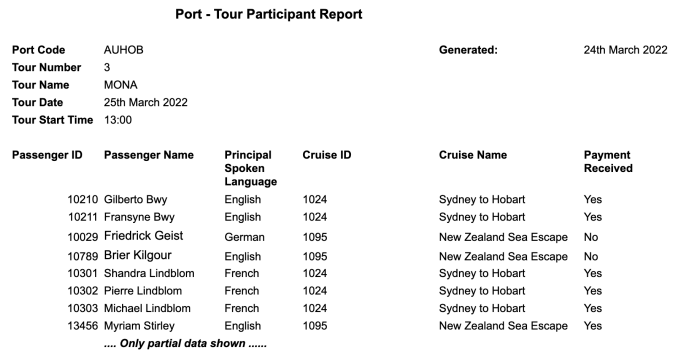 Port - Tour Participant Report
Port Code AUHOB Generated: 24th March 2022
Tour Number 3
Tour Name MONA
Tour Date 25th March 2022
Tour Start Time 13:00
Passenger ID Passenger Name Principal Spoken Language Cruise ID Cruise Name Payment Received
10210 Gilberto Bwy English 1024 Sydney to Hobart Yes
10211 Fransyne Bwy English 1024 Sydney to Hobart Yes
10029 Friedrick Geist German 1095 New Zealand Sea Escape No
10789 Brier Kilgour English 1095 New Zealand Sea Escape No
10301 Shandra Lindblom French 1024 Sydney to Hobart Yes
10302 Pierre Lindblom French 1024 Sydney to Hobart Yes
10303 Michael Lindblom French 1024 Sydney to Hobart Yes
13456 Myriam Stirley English 1095 New Zealand Sea Escape Yes
.... Only partial data shown ......